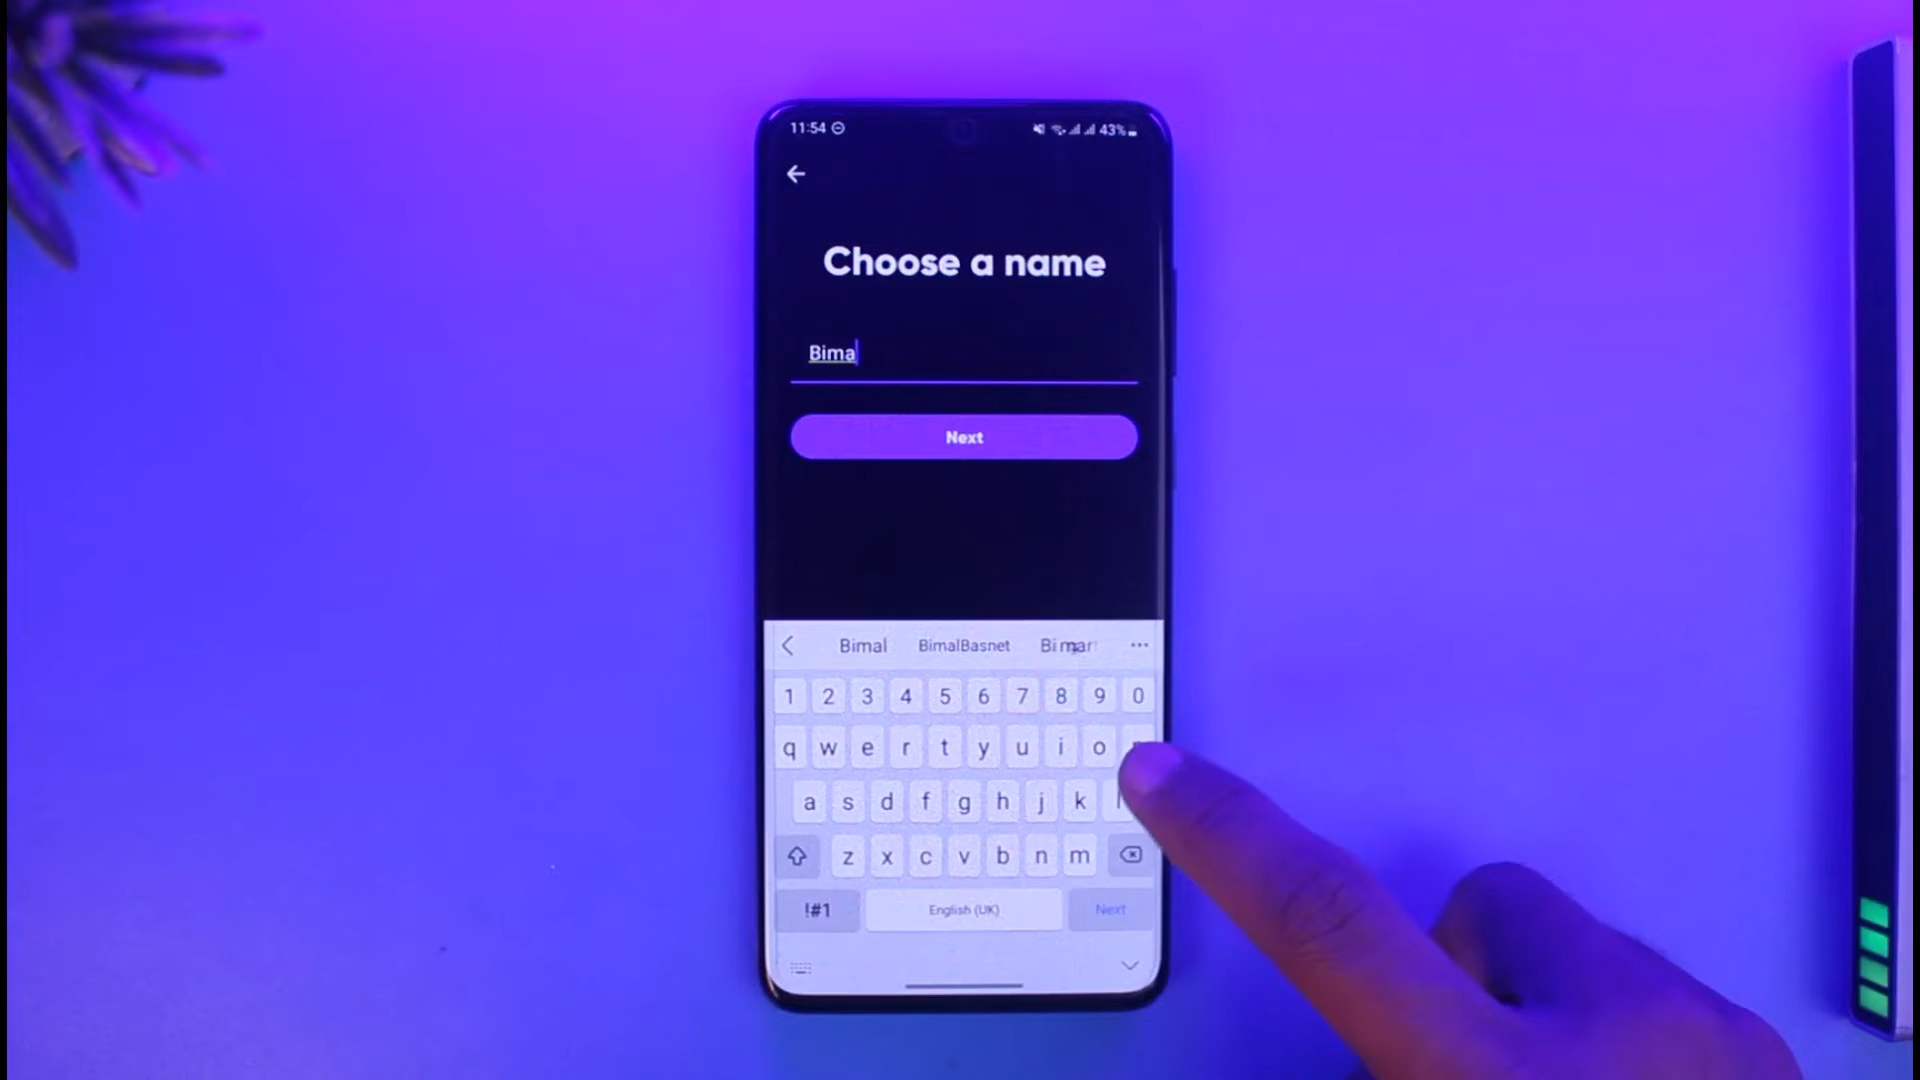 11:54 43%
Choose a name
Bima
Next
Bimal BimalBasnet
1 2 3 4 5 6 7 8 9 0
q w e r t y u i o
a s d f g h j k
z x c v b n m
!#1 English (UK) Next